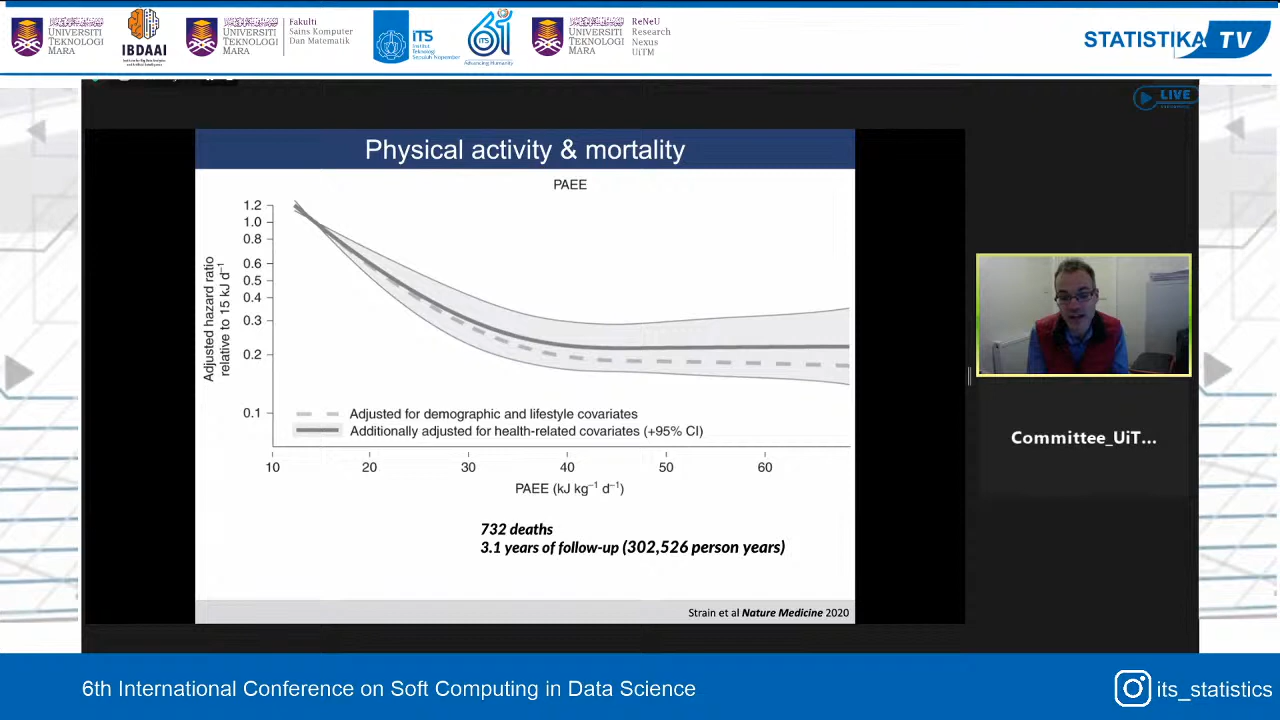 UNIVERSITI
TEKNOLOGI
MARA
IBDAAI
UNIVERSITI
TEKNOLOGI
MARA
Fakulti
Sains Komputer
Dan Matematik
ITS
Institut
Teknologi
Sepuluh Nopember
ITS
Advancing Humanity
UNIVERSITI
TEKNOLOGI
MARA
ReNeU
Research
Nexus
UiTM
STATISTIKA TV
LIVE
Physical activity & mortality
PAEE
1.2
1.0
0.8
0.6
0.5
0.4
0.3
0.2
0.1
Adjusted hazard ratio
relative to 15 kJ d⁻¹
Adjusted for demographic and lifestyle covariates
Additionally adjusted for health-related covariates (+95% CI)
10 20 30 40 50 60
PAEE (kJ kg⁻¹ d⁻¹)
732 deaths
3.1 years of follow-up (302,526 person years)
Strain et al Nature Medicine 2020
Committee_UiT...
6th International Conference on Soft Computing in Data Science
its_statistics